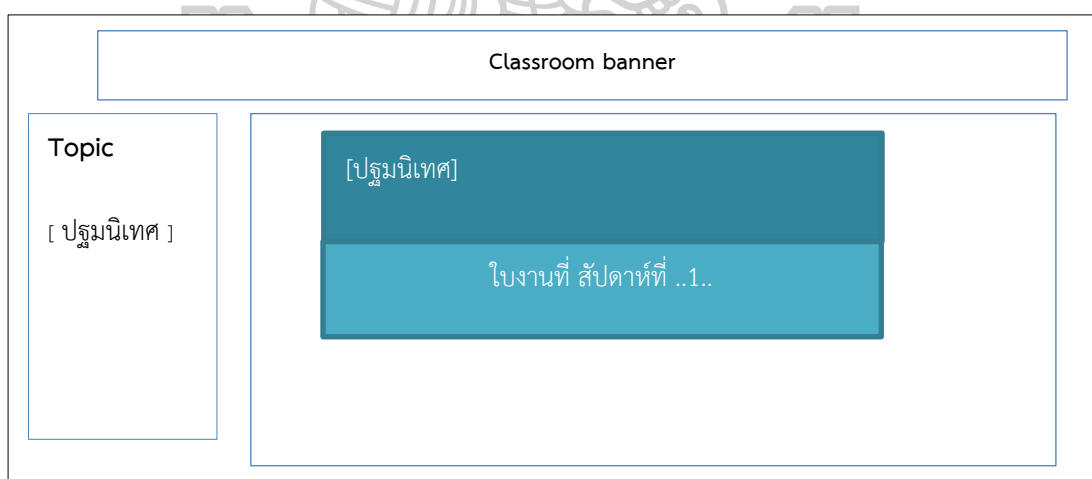 Classroom banner
Topic
[ ปฐมนิเทศ ]
[ปฐมนิเทศ]
ใบงานที่ สัปดาห์ที่ ..1..